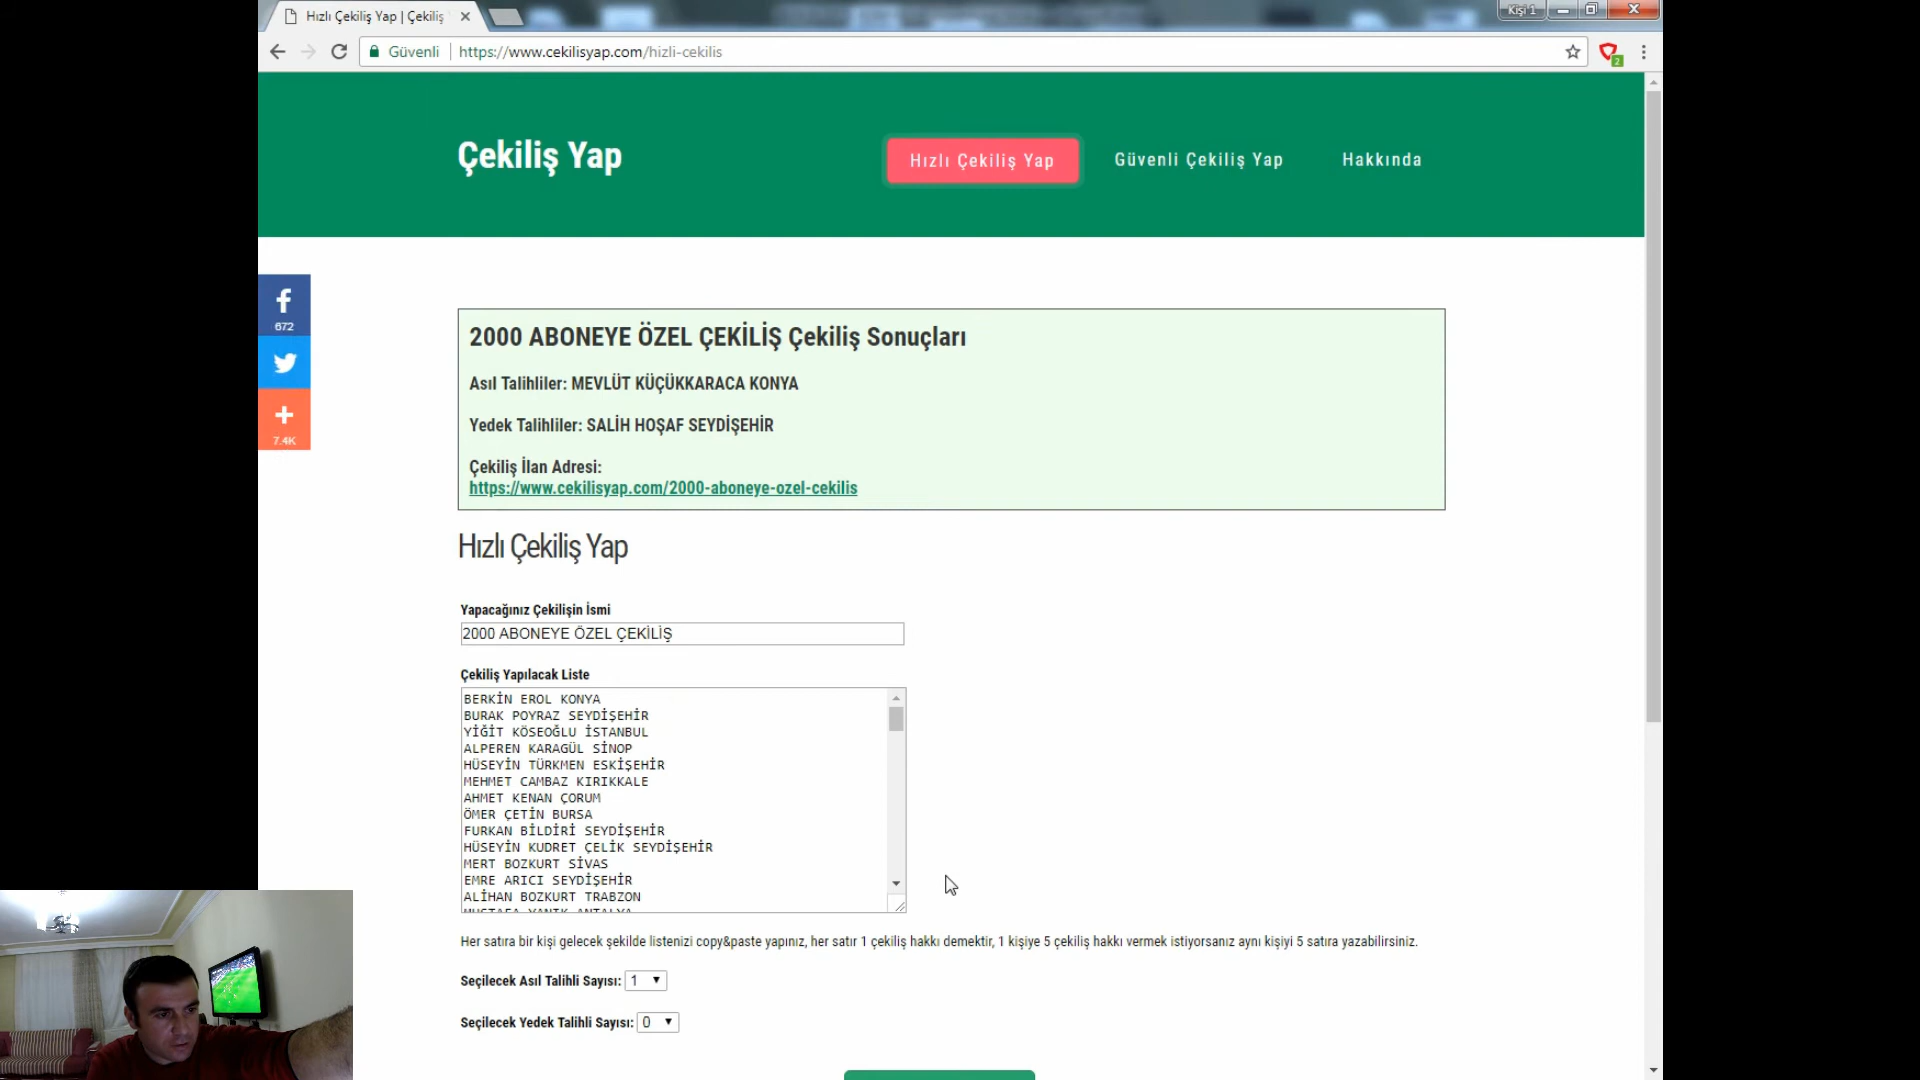 Hızlı Çekiliş Yap | Çekiliş
Kişi 1
Güvenli
https://www.cekilisyap.com/hizli-cekilis
2
Çekiliş Yap
Hızlı Çekiliş Yap
Güvenli Çekiliş Yap
Hakkında
672
7.4K
2000 ABONEYE ÖZEL ÇEKİLİŞ Çekiliş Sonuçları
Asıl Talihliler: MEVLÜT KÜÇÜKKARACA KONYA
Yedek Talihliler: SALİH HOŞAF SEYDİŞEHİR
Çekiliş İlan Adresi:
https://www.cekilisyap.com/2000-aboneye-ozel-cekilis
Hızlı Çekiliş Yap
Yapacağınız Çekilişin İsmi
2000 ABONEYE ÖZEL ÇEKİLİŞ
Çekiliş Yapılacak Liste
BERKİN EROL KONYA
BURAK POYRAZ SEYDİŞEHİR
YİĞİT KÖSEOĞLU İSTANBUL
ALPEREN KARAGÜL SİNOP
HÜSEYİN TÜRKMEN ESKİŞEHİR
MEHMET CAMBAZ KIRIKKALE
AHMET KENAN ÇORUM
ÖMER ÇETİN BURSA
FURKAN BİLDİRİ SEYDİŞEHİR
HÜSEYİN KUDRET ÇELİK SEYDİŞEHİR
MERT BOZKURT SİVAS
EMRE ARICI SEYDİŞEHİR
ALİHAN BOZKURT TRABZON
MUSTAFA YANIK ANTALYA
Her satıra bir kişi gelecek şekilde listenizi copy&paste yapınız, her satır 1 çekiliş hakkı demektir, 1 kişiye 5 çekiliş hakkı vermek istiyorsanız aynı kişiyi 5 satıra yazabilirsiniz.
Seçilecek Asıl Talihli Sayısı: 1
Seçilecek Yedek Talihli Sayısı: 0